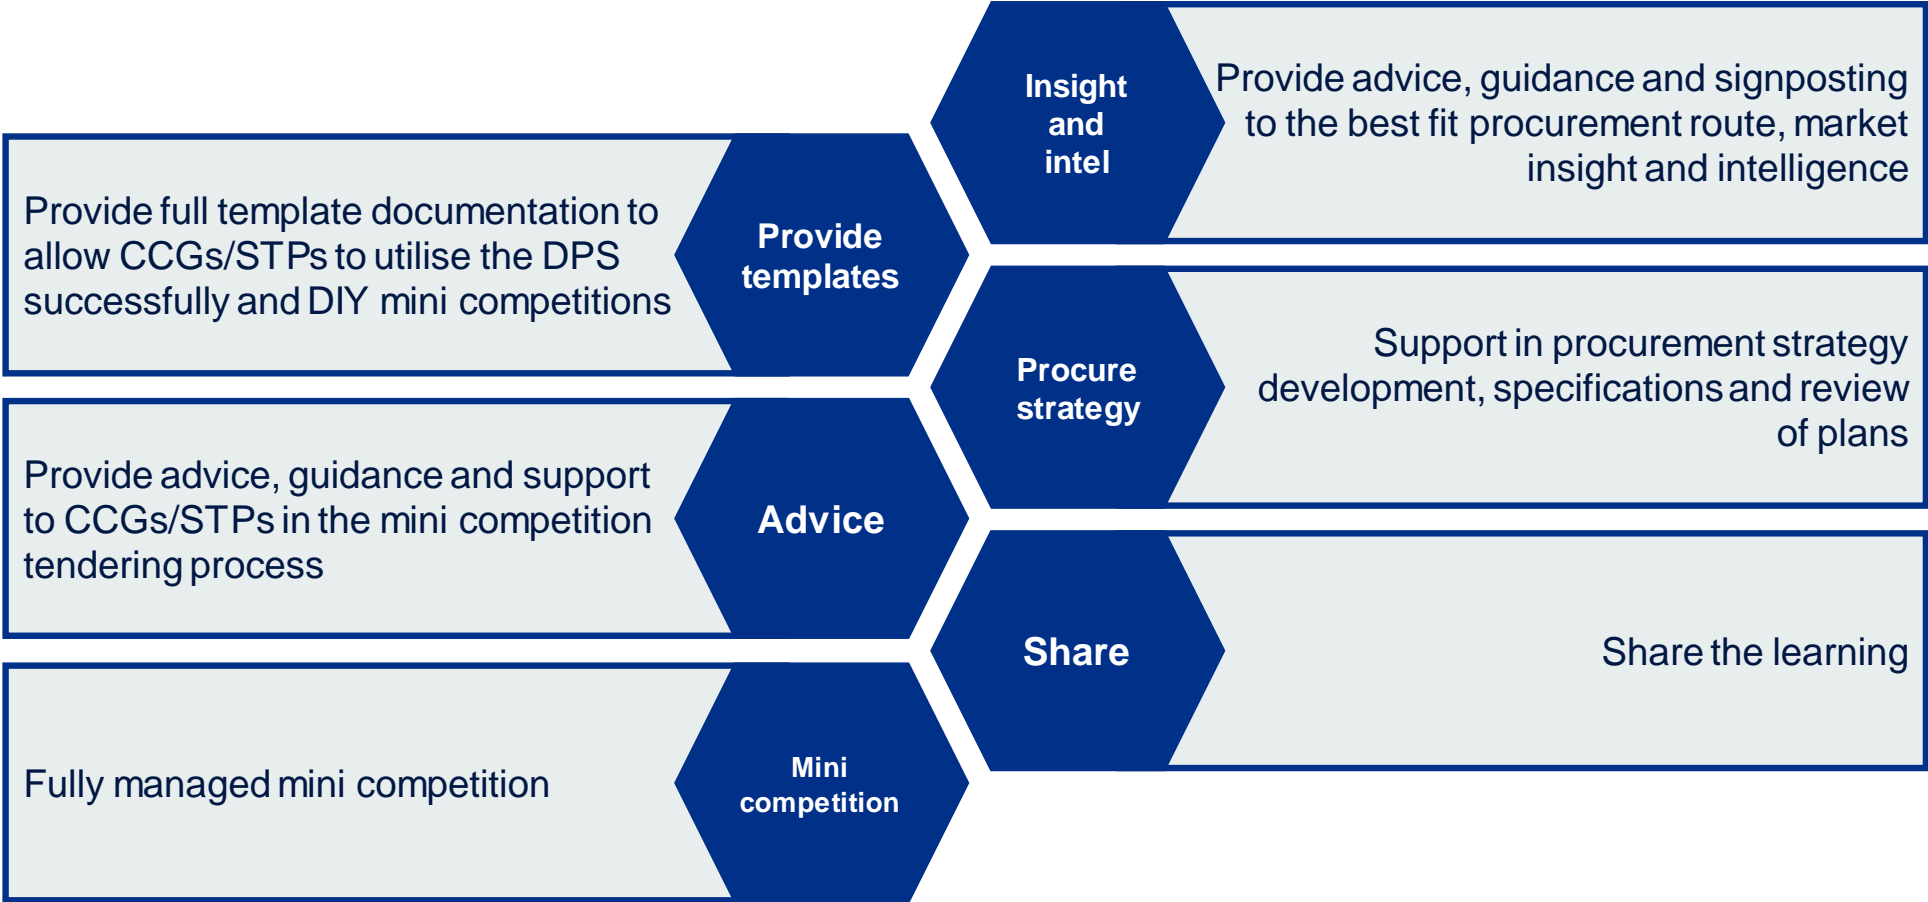 Insight
and
intel
Provide advice, guidance and signposting
to the best fit procurement route, market
insight and intelligence
Provide full template documentation to
allow CCGs/STPs to utilise the DPS
successfully and DIY mini competitions
Provide
templates
Procure
strategy
Support in procurement strategy
development, specifications and review
of plans
Provide advice, guidance and support
to CCGs/STPs in the mini competition
tendering process
Advice
Share
Share the learning
Fully managed mini competition
Mini
competition